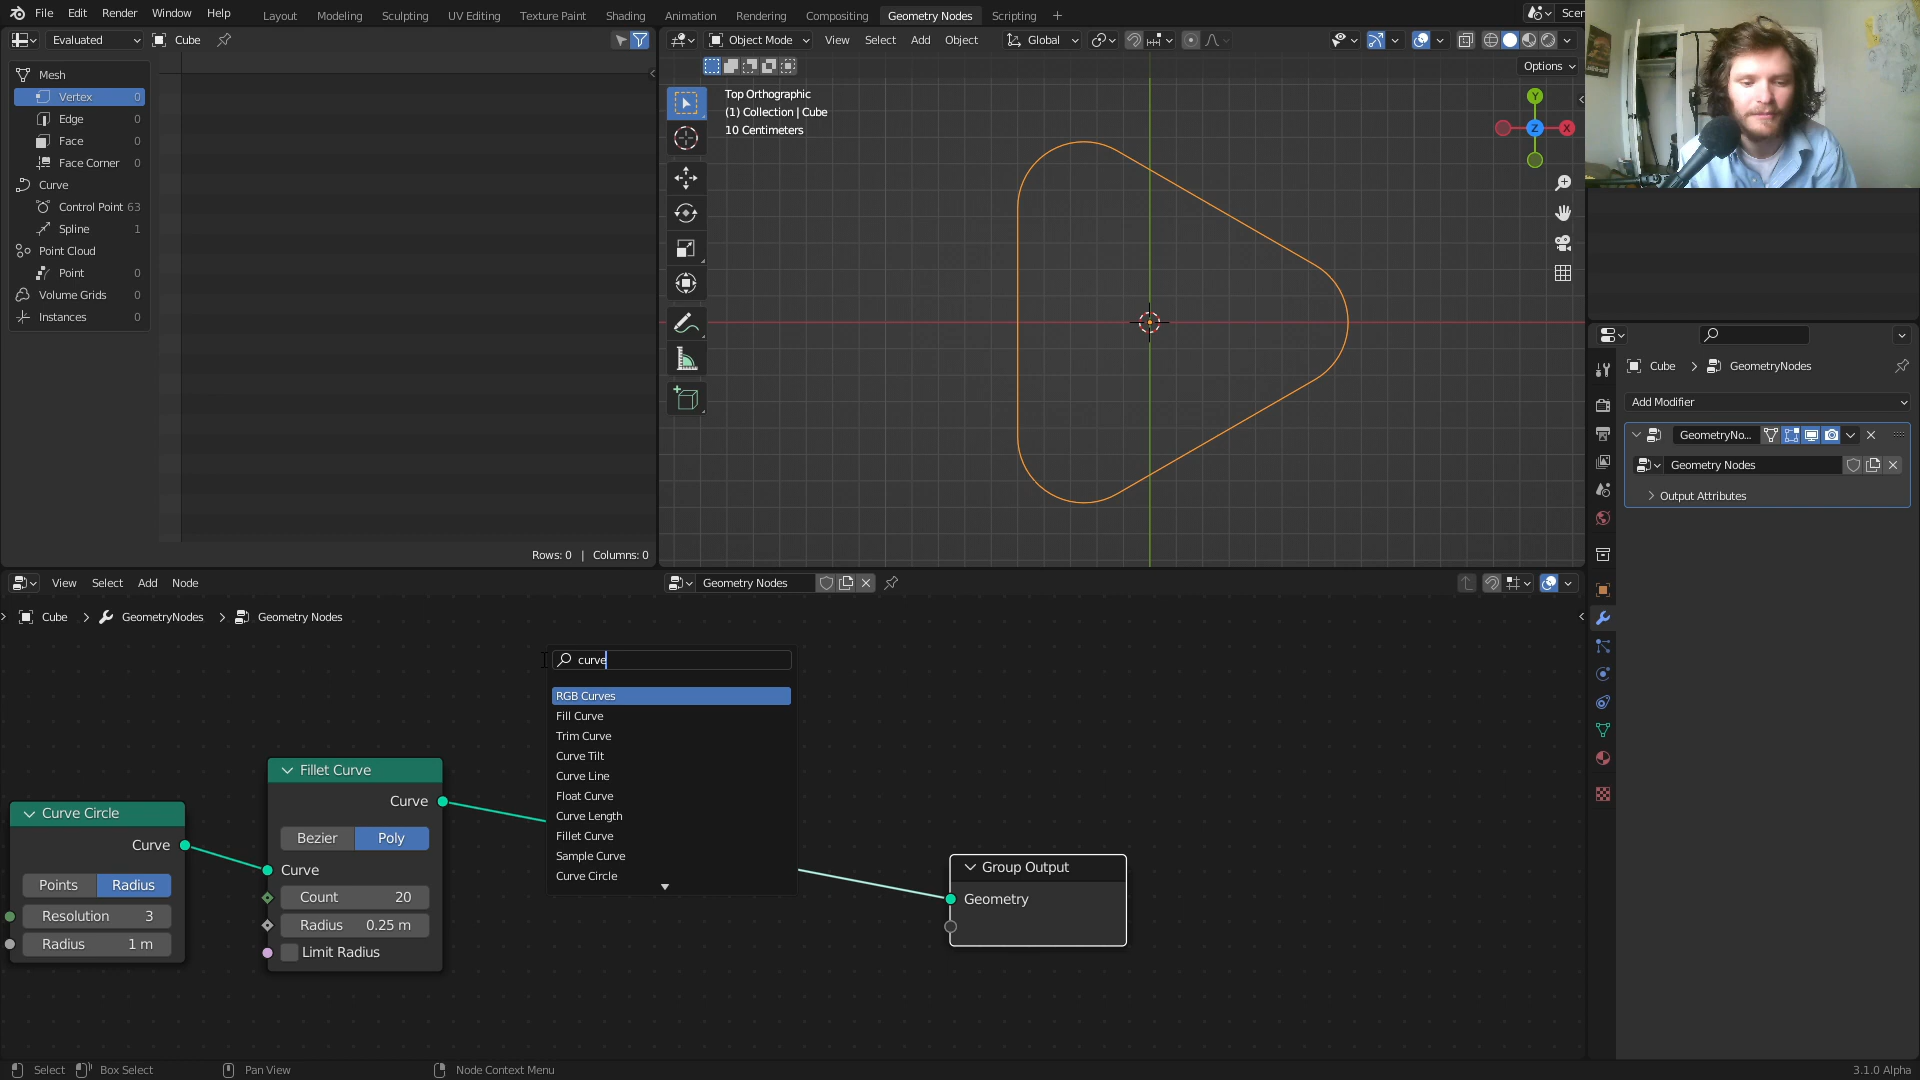 File Edit Render Window Help
Layout Modeling Sculpting UV Editing Texture Paint Shading Animation Rendering Compositing Geometry Nodes Scripting +
Scen
Evaluated Cube
Object Mode View Select Add Object Global
Options
Mesh
Vertex 0
Edge 0
Face 0
Face Corner 0
Curve
Control Point 63
Spline 1
Point Cloud
Point 0
Volume Grids 0
Instances 0
Rows: 0 | Columns: 0
Top Orthographic
(1) Collection | Cube
10 Centimeters
Y
Z
X
Cube > GeometryNodes
Add Modifier
GeometryNo...
Geometry Nodes
Output Attributes
View Select Add Node
Geometry Nodes
Cube > GeometryNodes > Geometry Nodes
curve
RGB Curves
Fill Curve
Trim Curve
Curve Tilt
Curve Line
Float Curve
Curve Length
Fillet Curve
Sample Curve
Curve Circle
Curve Circle
Curve
Points Radius
Resolution 3
Radius 1 m
Fillet Curve
Curve
Bezier Poly
Curve
Count 20
Radius 0.25 m
Limit Radius
Group Output
Geometry
Select Box Select Pan View Node Context Menu
3.1.0 Alpha